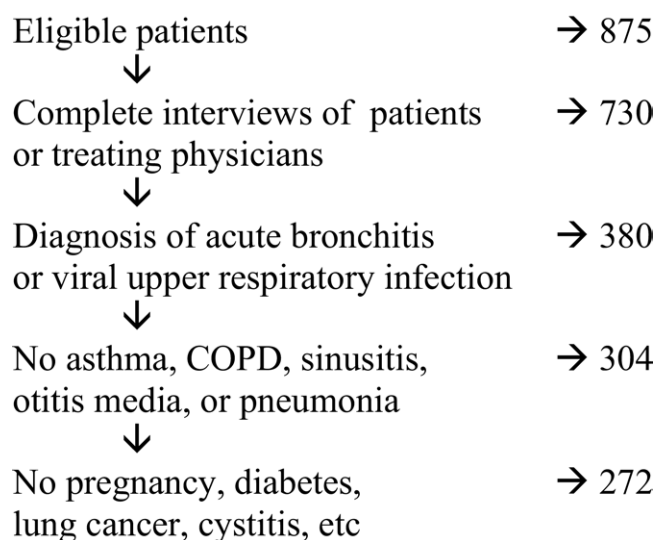 Eligible patients → 875
↓
Complete interviews of patients → 730
or treating physicians
↓
Diagnosis of acute bronchitis → 380
or viral upper respiratory infection
↓
No asthma, COPD, sinusitis, → 304
otitis media, or pneumonia
↓
No pregnancy, diabetes, → 272
lung cancer, cystitis, etc